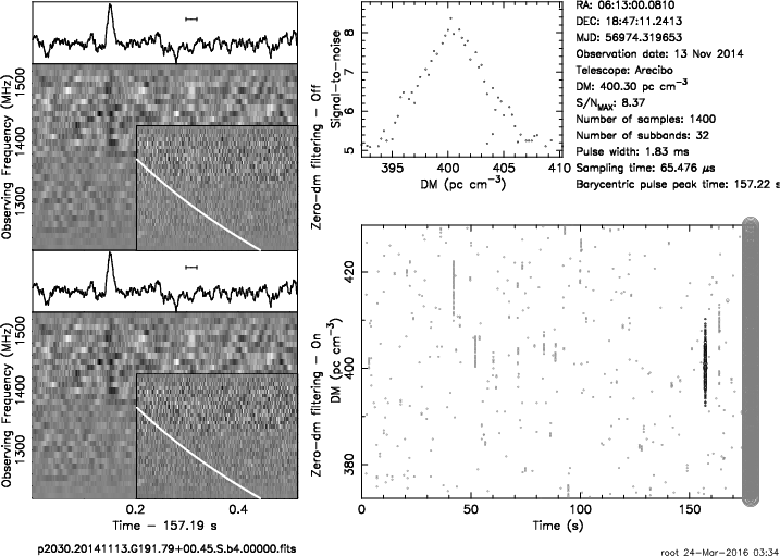 RA: 06:13:00.0810
DEC: 18:47:11.2413
MJD: 56974.319653
Observation date: 13 Nov 2014
Telescope: Arecibo
DM: 400.30 pc cm⁻³
S/N_MAX: 8.37
Number of samples: 1400
Number of subbands: 32
Pulse width: 1.83 ms
Sampling time: 65.476 μs
Barycentric pulse peak time: 157.22 s
Observing Frequency (MHz)
1500
1400
1300
Zero-dm filtering - Off
Observing Frequency (MHz)
1500
1400
1300
Zero-dm filtering - On
0.2 0.4
Time - 157.19 s
Signal-to-noise
8
7
6
5
395 400 405 410
DM (pc cm⁻³)
DM (pc cm⁻³)
420
400
380
0 50 100 150
Time (s)
p2030.20141113.G191.79+00.45.S.b4.00000.fits
root 24-Mar-2016 03:34